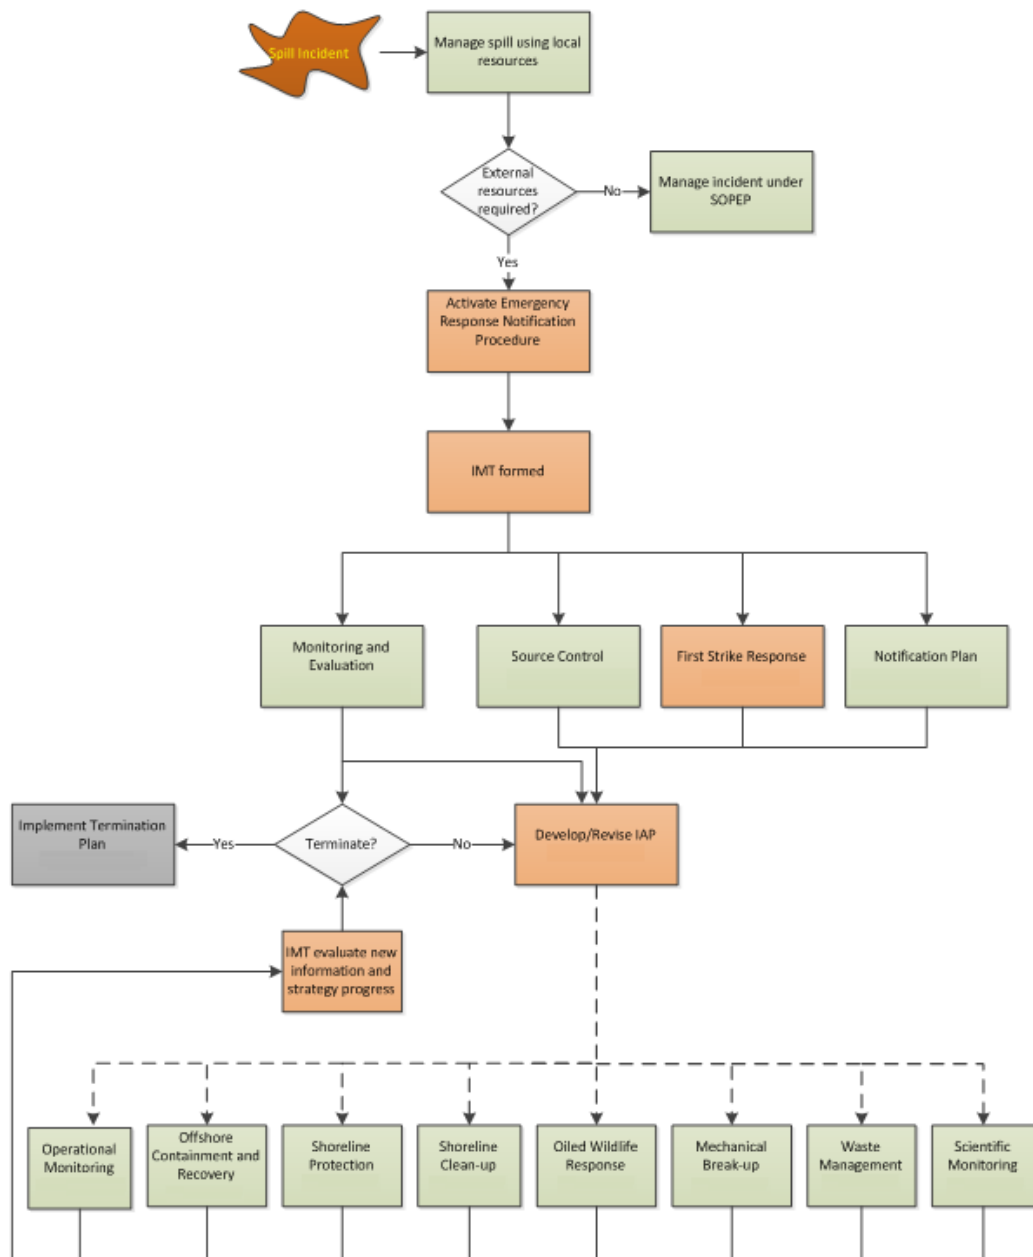 Spill Incident
Manage spill using local
resources
External
resources
required?
No
Manage incident under
SOPEP
Yes
Activate Emergency
Response Notification
Procedure
IMT formed
Monitoring and
Evaluation
Source Control
First Strike Response
Notification Plan
Implement Termination
Plan
Yes
Terminate?
No
Develop/Revise IAP
IMT evaluate new
information and
strategy progress
Operational
Monitoring
Offshore
Containment and
Recovery
Shoreline
Protection
Shoreline
Clean-up
Oiled Wildlife
Response
Mechanical
Break-up
Waste
Management
Scientific
Monitoring